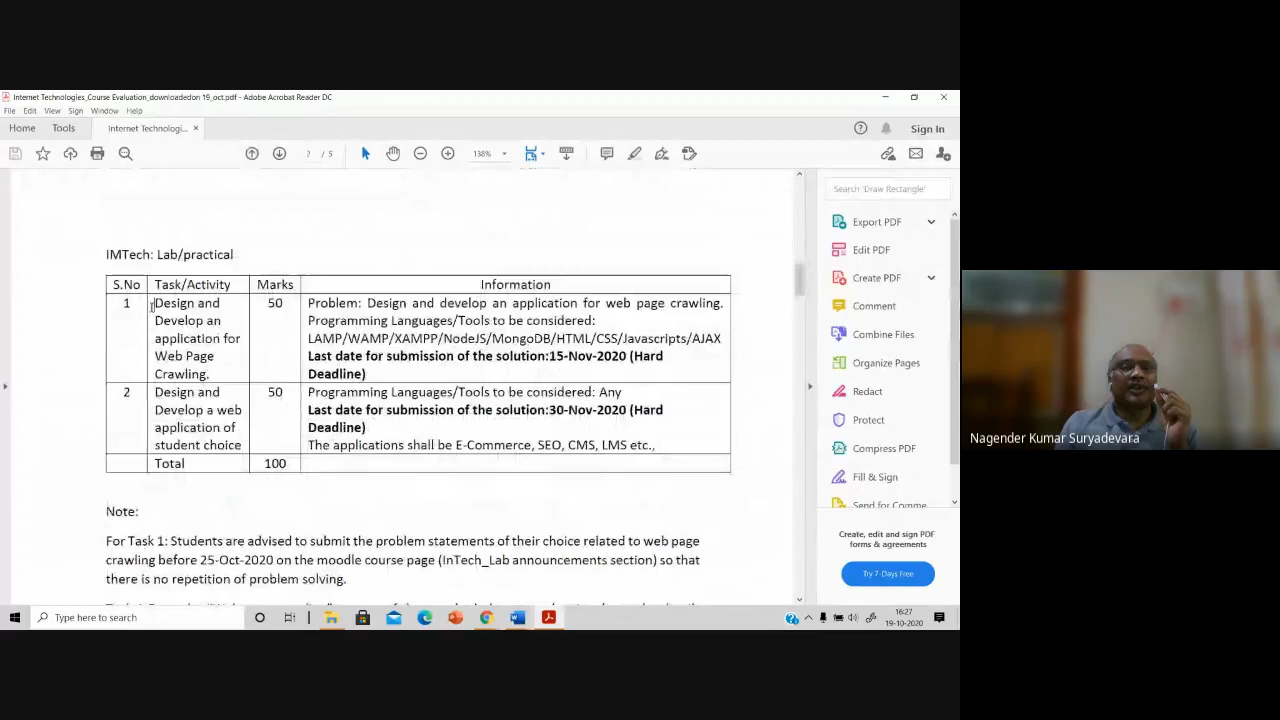 Internet Technologies_Course Evaluation_downloadedon 19_oct.pdf - Adobe Acrobat Reader DC
File Edit View Sign Window Help
Home Tools Internet Technologi... × Sign In
/ 5 138%
Search 'Draw Rectangle'
Export PDF
Edit PDF
Create PDF
Comment
Combine Files
Organize Pages
Redact
Protect
Compress PDF
Fill & Sign
Send for Comme
Create, edit and sign PDF
forms & agreements
Try 7-Days Free
IMTech: Lab/practical
S.No Task/Activity Marks Information
1 Design and 50 Problem: Design and develop an application for web page crawling.
Develop an Programming Languages/Tools to be considered:
application for LAMP/WAMP/XAMPP/NodeJS/MongoDB/HTML/CSS/Javascripts/AJAX
Web Page Last date for submission of the solution:15-Nov-2020 (Hard
Crawling. Deadline)
2 Design and 50 Programming Languages/Tools to be considered: Any
Develop a web Last date for submission of the solution:30-Nov-2020 (Hard
application of Deadline)
student choice The applications shall be E-Commerce, SEO, CMS, LMS etc.,
Total 100
Note:
For Task 1: Students are advised to submit the problem statements of their choice related to web page
crawling before 25-Oct-2020 on the moodle course page (InTech_Lab announcements section) so that
there is no repetition of problem solving.
Type here to search
16:27
19-10-2020
Nagender Kumar Suryadevara